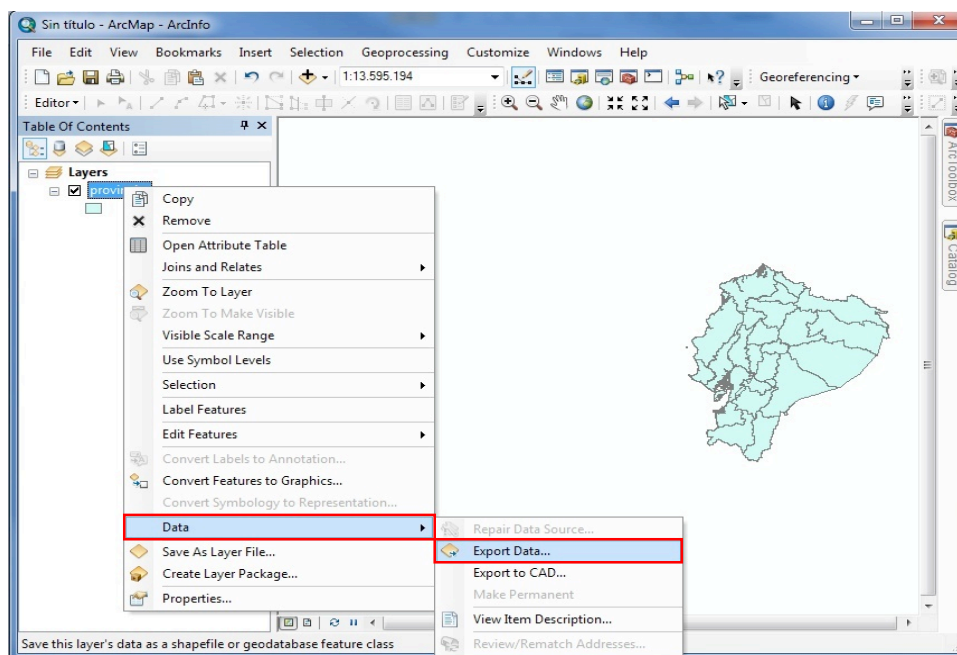 Sin título - ArcMap - ArcInfo
File Edit View Bookmarks Insert Selection Geoprocessing Customize Windows Help
1:13.595.194 Georeferencing
Editor
Table Of Contents
Layers
ArcToolbox
Catalog
Copy
Remove
Open Attribute Table
Joins and Relates
Zoom To Layer
Zoom To Make Visible
Visible Scale Range
Use Symbol Levels
Selection
Label Features
Edit Features
Convert Labels to Annotation...
Convert Features to Graphics...
Convert Symbology to Representation...
Data
Save As Layer File...
Create Layer Package...
Properties...
Repair Data Source...
Export Data...
Export to CAD...
Make Permanent
View Item Description...
Review/Rematch Addresses...
Save this layer's data as a shapefile or geodatabase feature class